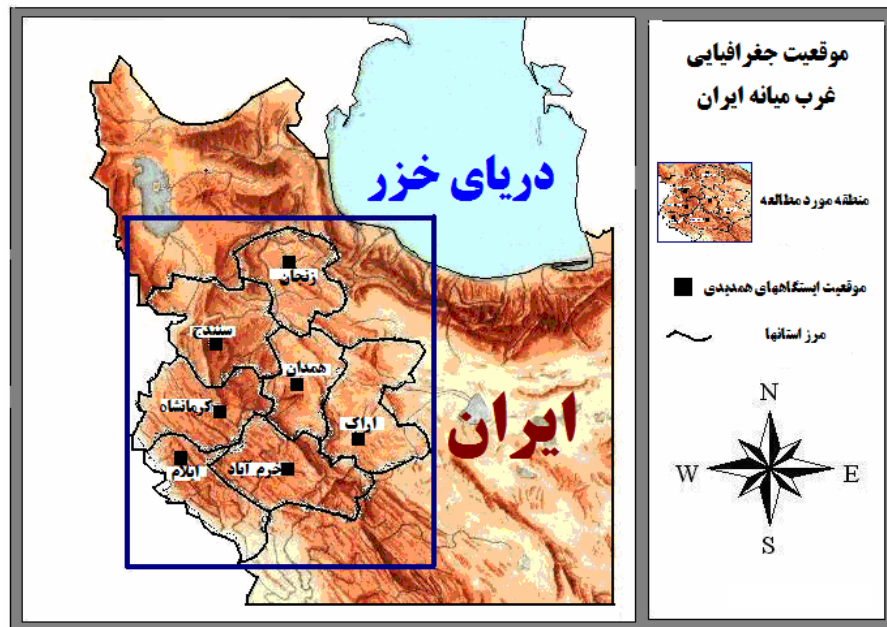 موقعیت جغرافیایی
غرب میانه ایران
منطقه مورد مطالعه
موقعیت ایستگاههای همدیدی
مرز استانها
N
W
E
S
دریای خزر
ایران
زنجان
سنندج
همدان
کرمانشاه
اراک
ایلام
خرم آباد